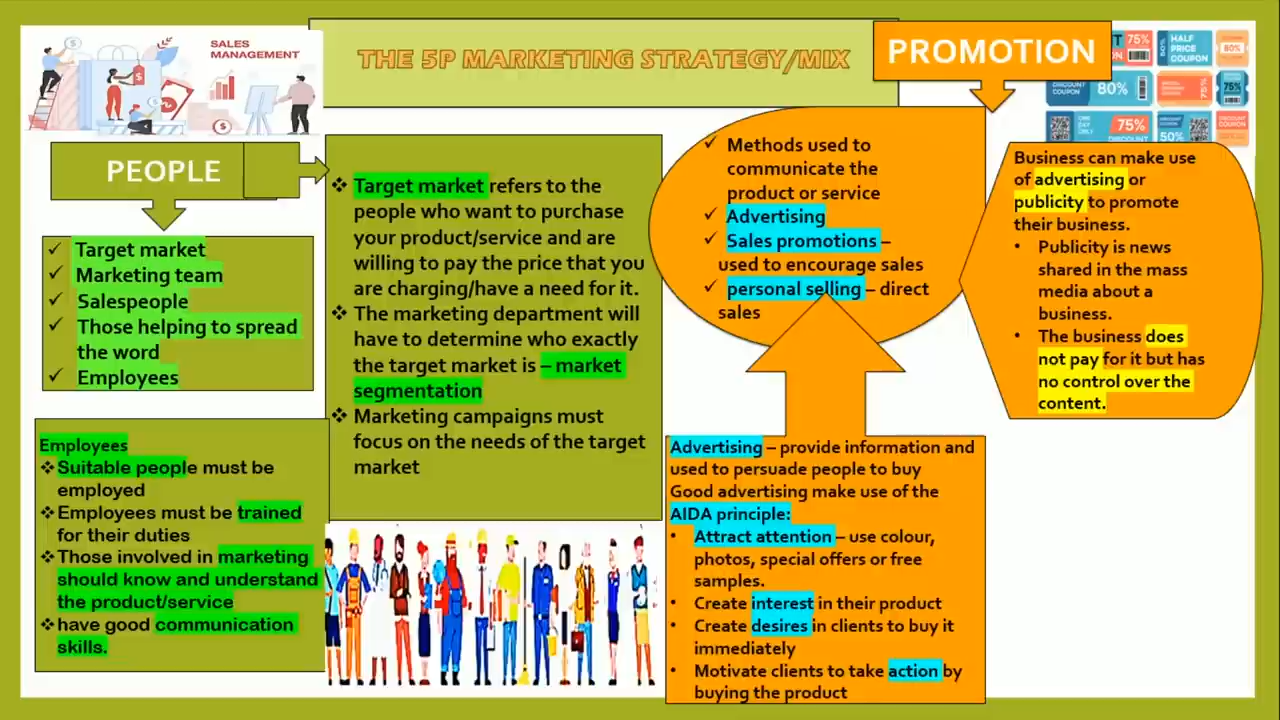 SALES
MANAGEMENT
THE 5P MARKETING STRATEGY/MIX
PROMOTION
75%
HALF
PRICE
COUPON
80%
DISCOUNT
COUPON
80%
75%
ONE
DAY
ONLY
75%
DISCOUNT
50%
PEOPLE
✓ Target market
✓ Marketing team
✓ Salespeople
✓ Those helping to spread
the word
✓ Employees
Employees
❖Suitable people must be
employed
❖Employees must be trained
for their duties
❖Those involved in marketing
should know and understand
the product/service
❖have good communication
skills.
❖ Target market refers to the
people who want to purchase
your product/service and are
willing to pay the price that you
are charging/have a need for it.
❖ The marketing department will
have to determine who exactly
the target market is – market
segmentation
❖ Marketing campaigns must
focus on the needs of the target
market
✓ Methods used to
communicate the
product or service
✓ Advertising
✓ Sales promotions –
used to encourage sales
✓ personal selling – direct
sales
Advertising – provide information and
used to persuade people to buy
Good advertising make use of the
AIDA principle:
• Attract attention – use colour,
photos, special offers or free
samples.
• Create interest in their product
• Create desires in clients to buy it
immediately
• Motivate clients to take action by
buying the product
Business can make use
of advertising or
publicity to promote
their business.
• Publicity is news
shared in the mass
media about a
business.
• The business does
not pay for it but has
no control over the
content.